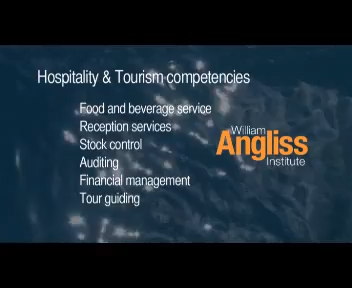 Hospitality & Tourism competencies
Food and beverage service
Reception services
Stock control
Auditing
Financial management
Tour guiding
William
Angliss
Institute